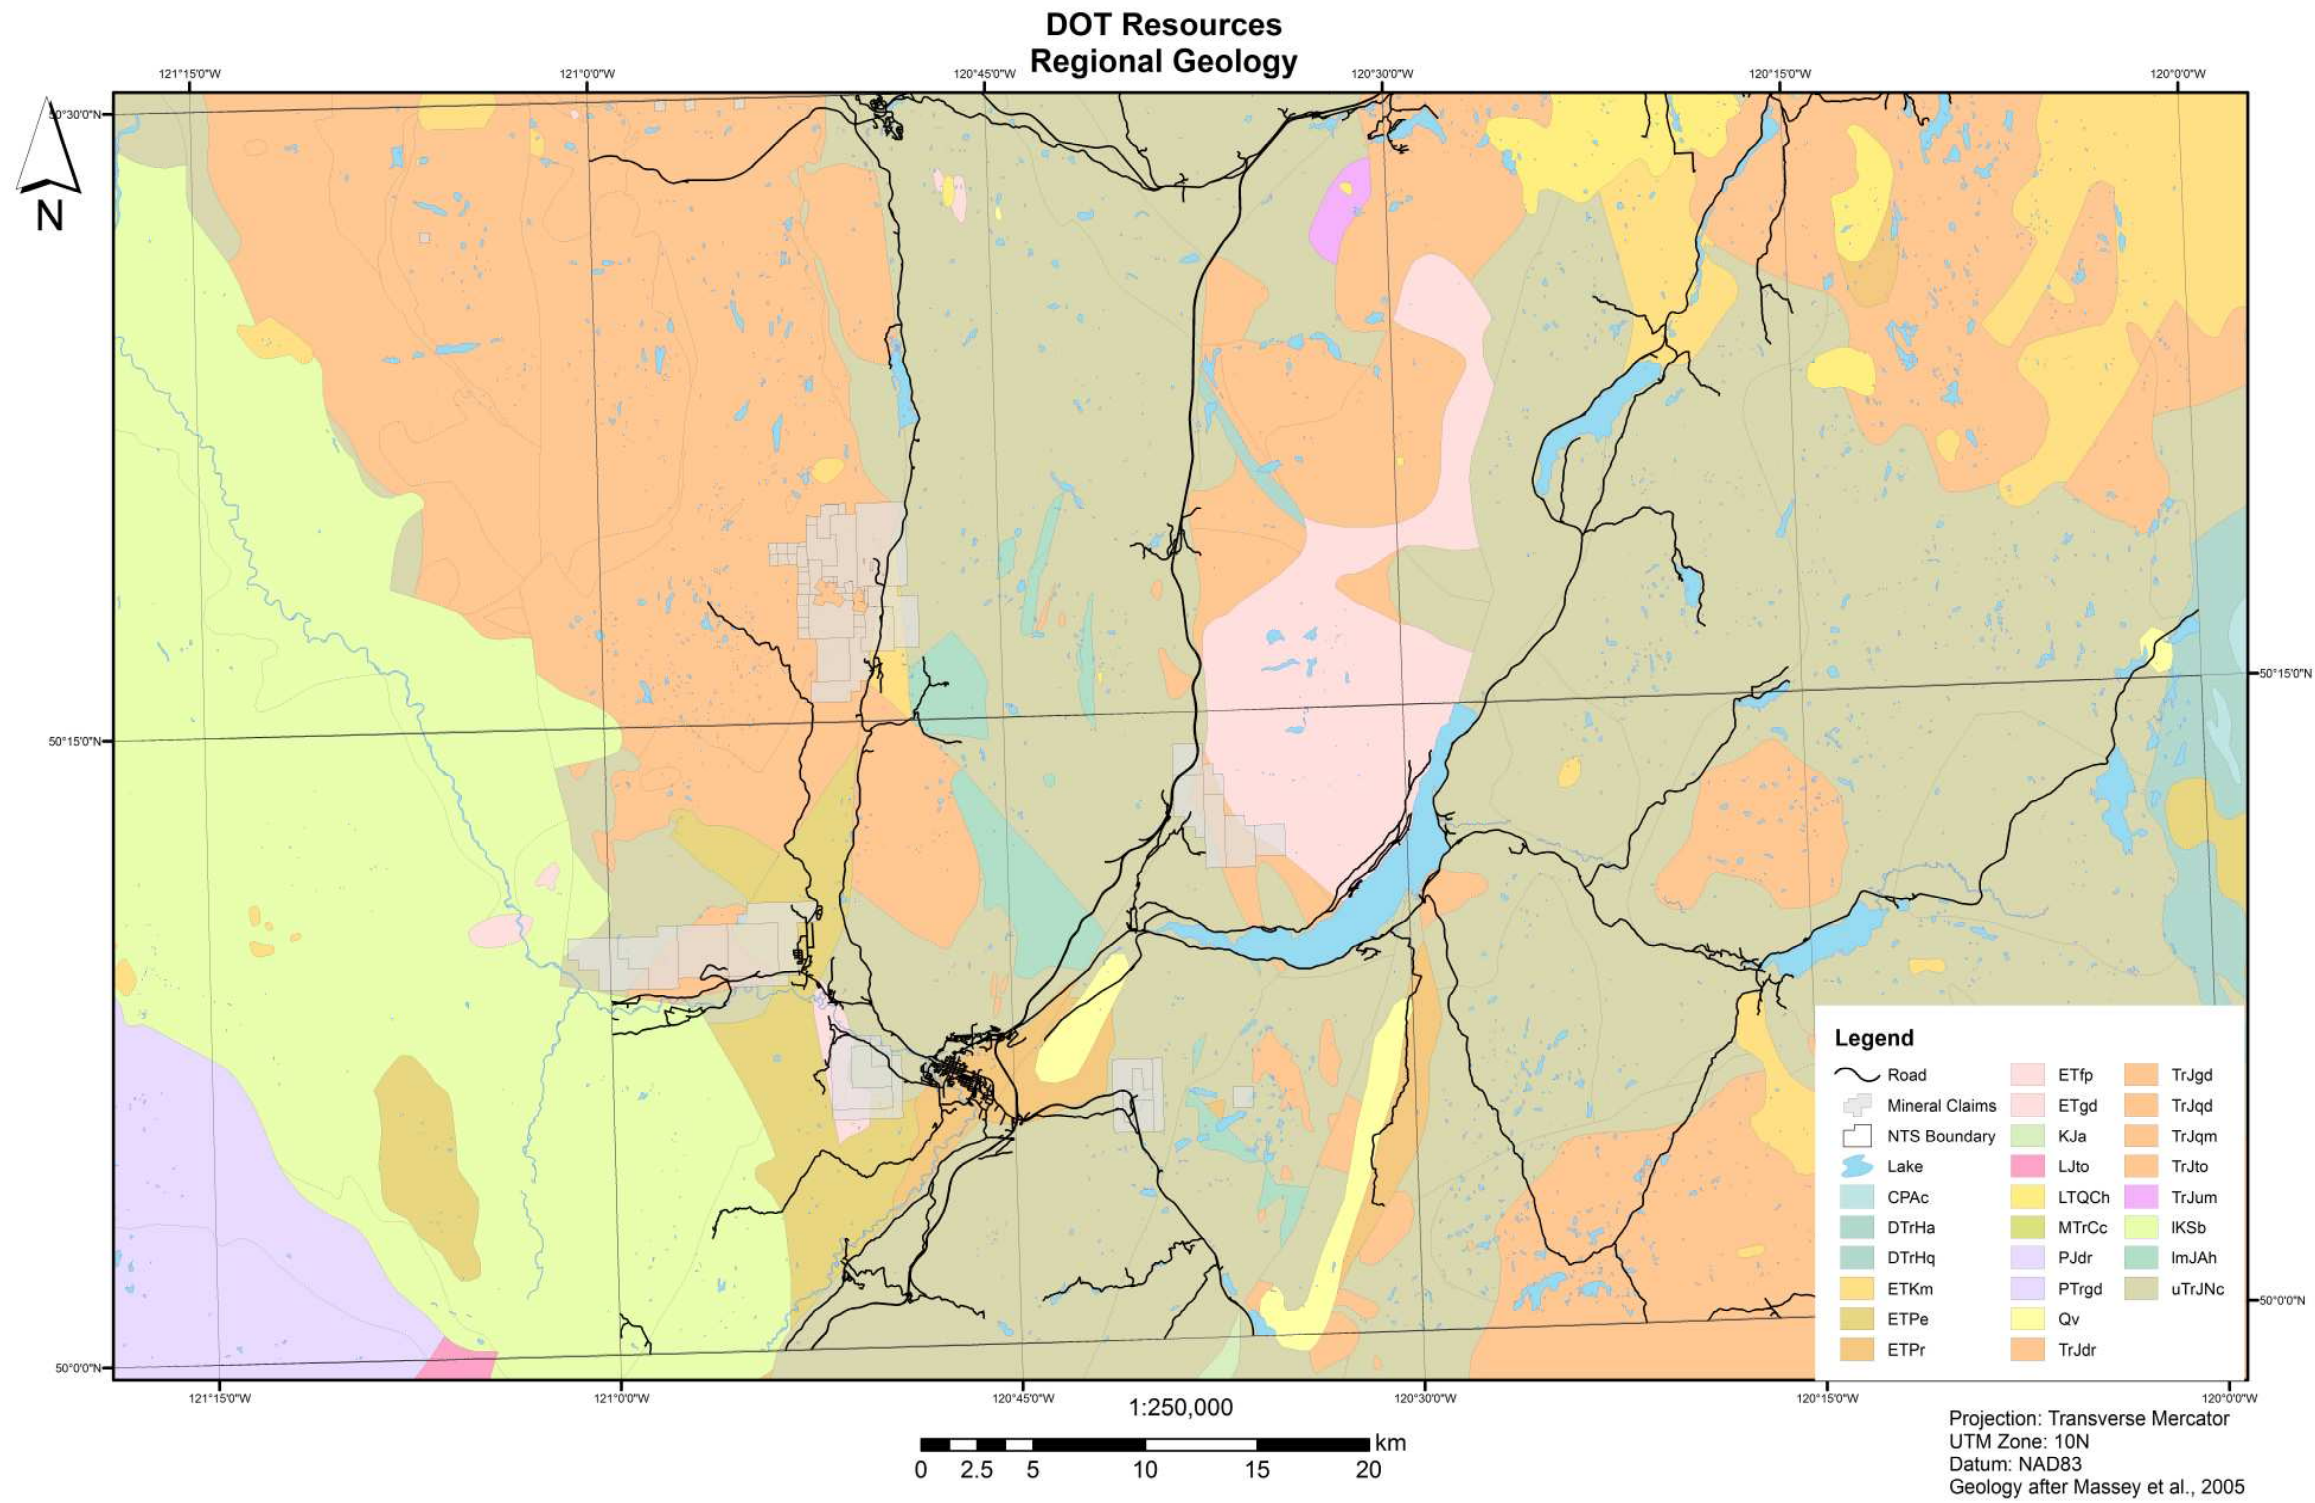 DOT Resources
Regional Geology
121°15'0"W
121°0'0"W
120°45'0"W
120°30'0"W
120°15'0"W
120°0'0"W
50°30'0"N
N
50°15'0"N
50°15'0"N
50°0'0"N
50°0'0"N
Legend
Road
Mineral Claims
NTS Boundary
Lake
CPAc
DTrHa
DTrHq
ETKm
ETPe
ETPr
ETfp
ETgd
KJa
LJto
LTQCh
MTrCc
PJdr
PTrgd
Qv
TrJdr
TrJgd
TrJqd
TrJqm
TrJto
TrJum
lKSb
lmJAh
uTrJNc
121°15'0"W
121°0'0"W
120°45'0"W
120°30'0"W
120°15'0"W
120°0'0"W
1:250,000
km
0 2.5 5 10 15 20
Projection: Transverse Mercator
UTM Zone: 10N
Datum: NAD83
Geology after Massey et al., 2005